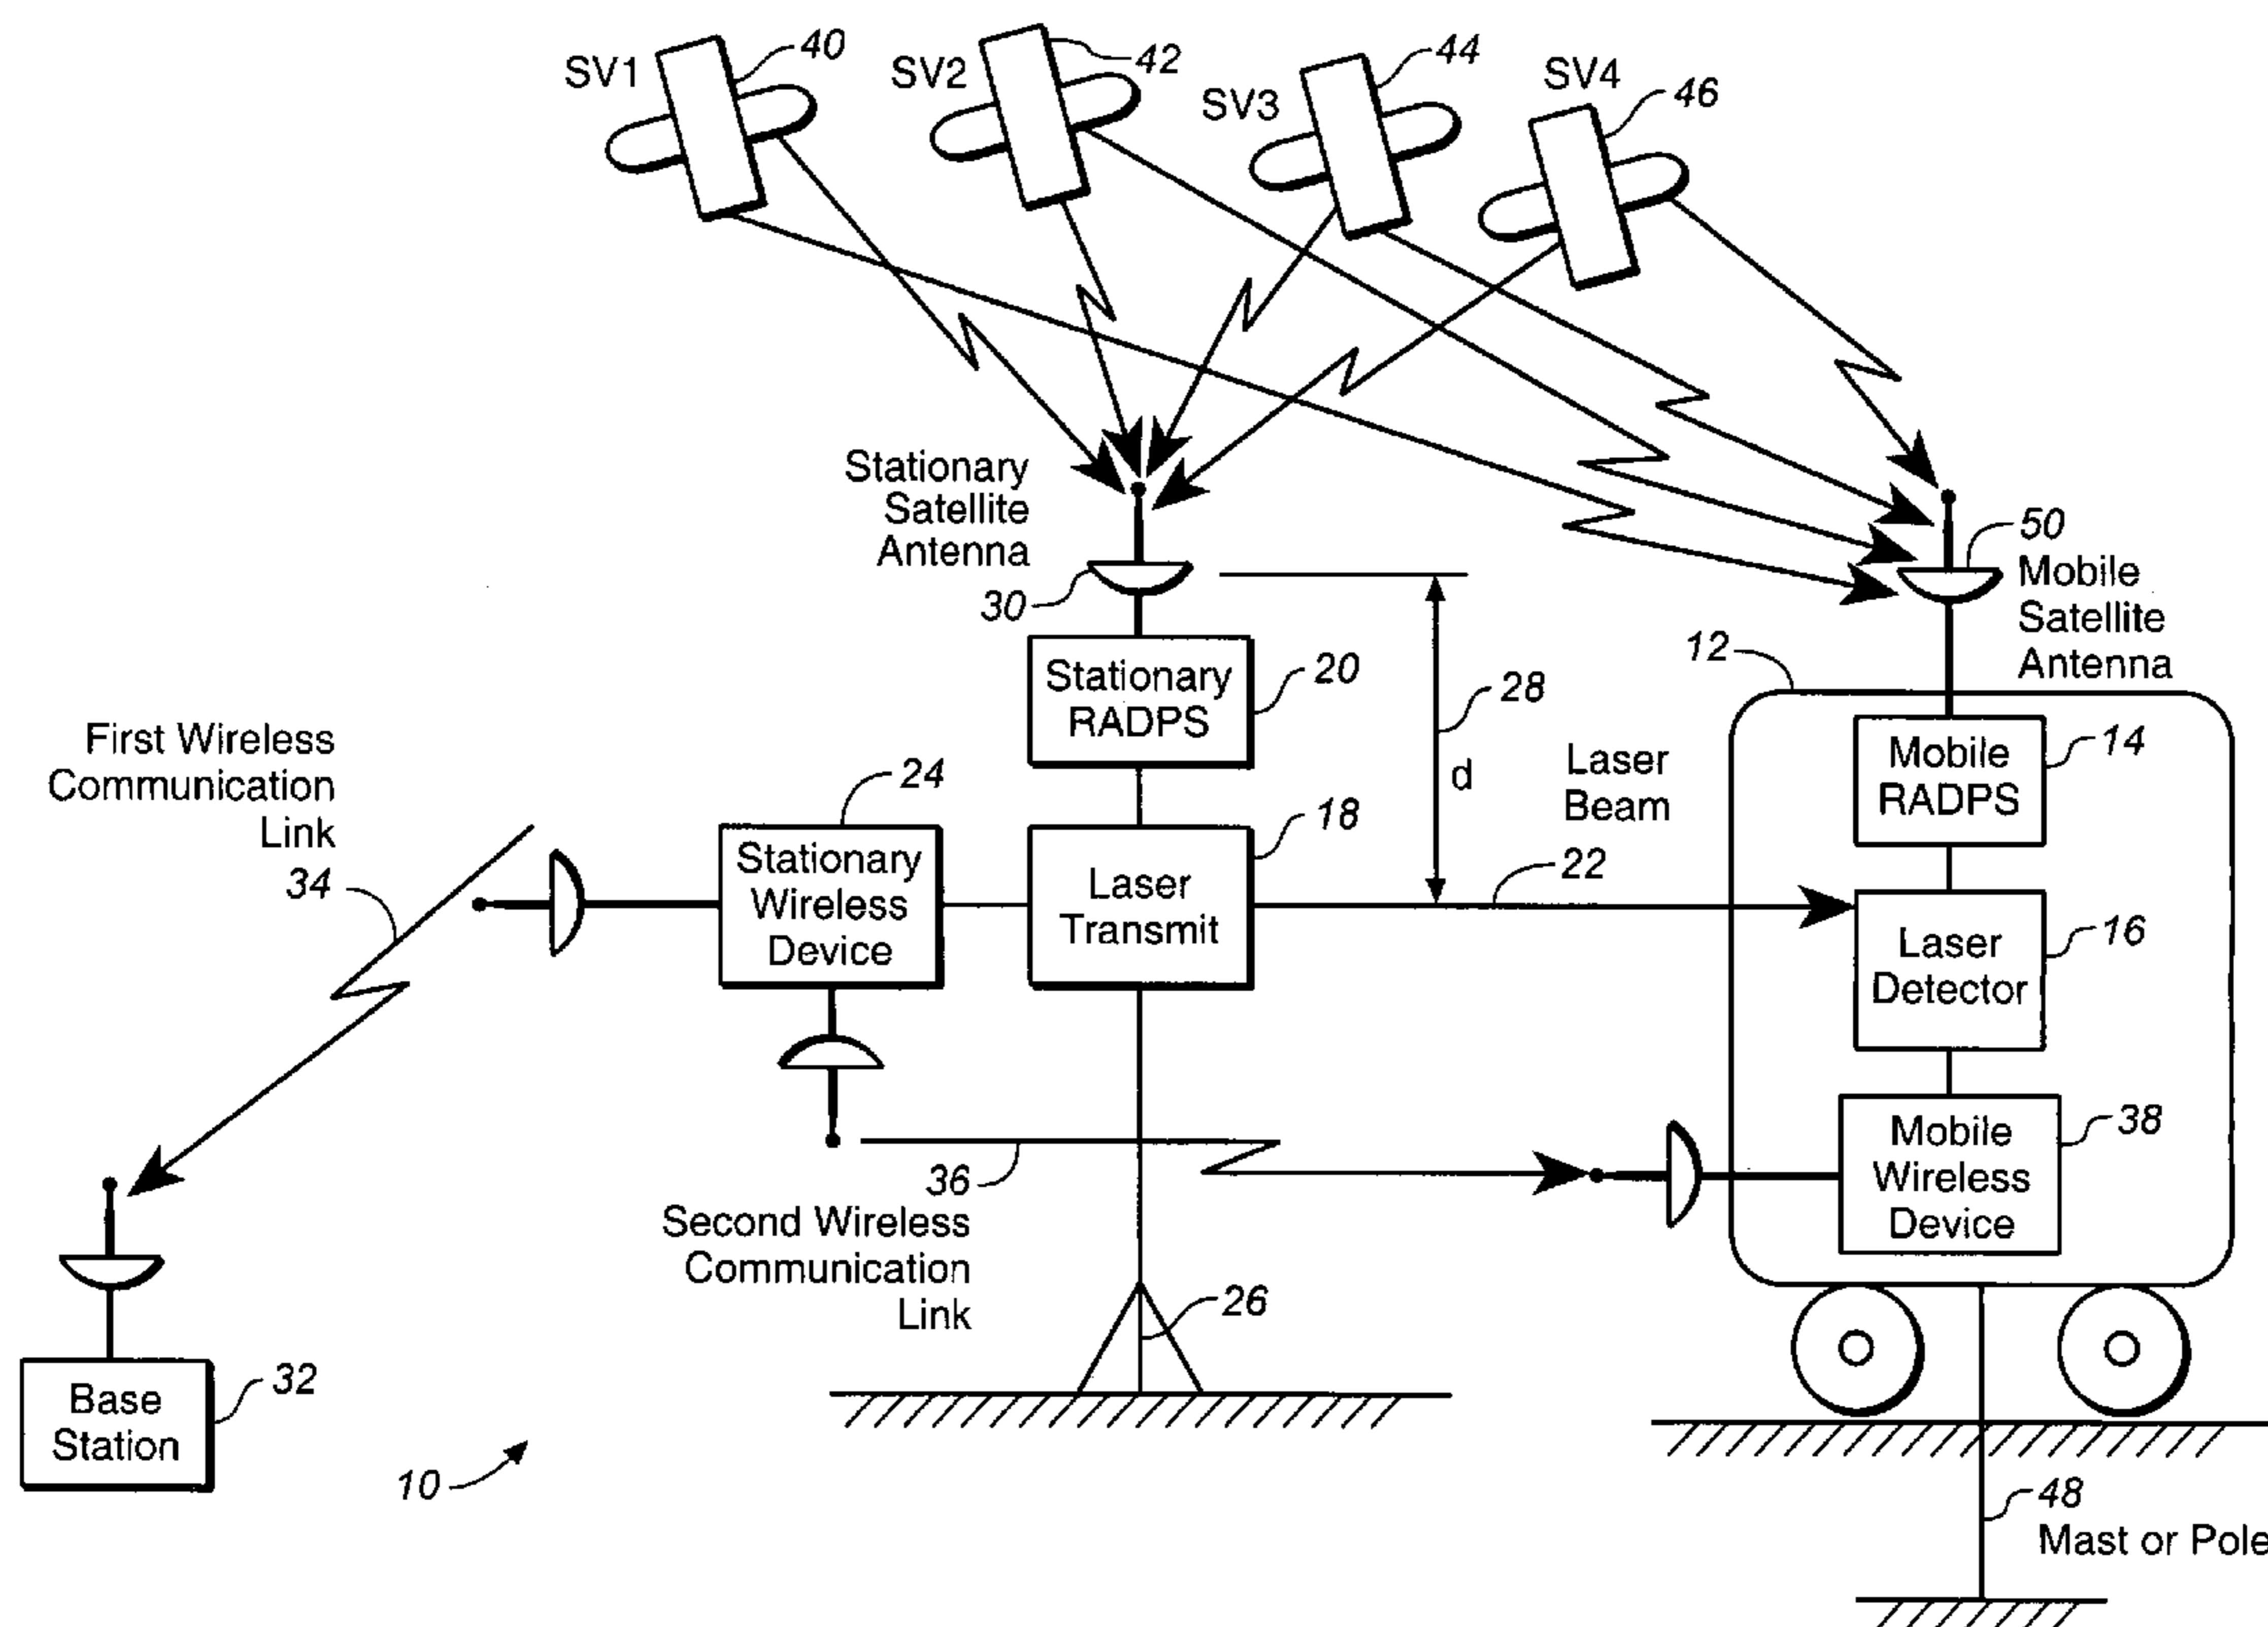 SV1
40
SV2
42
SV3
44
SV4
46
Stationary
Satellite
Antenna
30
50
Mobile
Satellite
Antenna
12
Stationary
RADPS
20
28
d
First Wireless
Communication
Link
34
24
Stationary
Wireless
Device
18
Laser
Transmit
Laser
Beam
22
Mobile
RADPS
14
Laser
Detector
16
Mobile
Wireless
Device
38
36
Second Wireless
Communication
Link
26
Base
Station
32
10
48
Mast or Pole